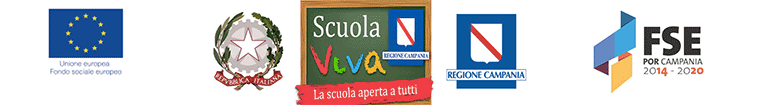 Unione europea
Fondo sociale europeo
REPVBBLICA ITALIANA
Scuola
Viva
REGIONE CAMPANIA
La scuola aperta a tutti
REGIONE CAMPANIA
FSE
POR CAMPANIA
2014 - 2020